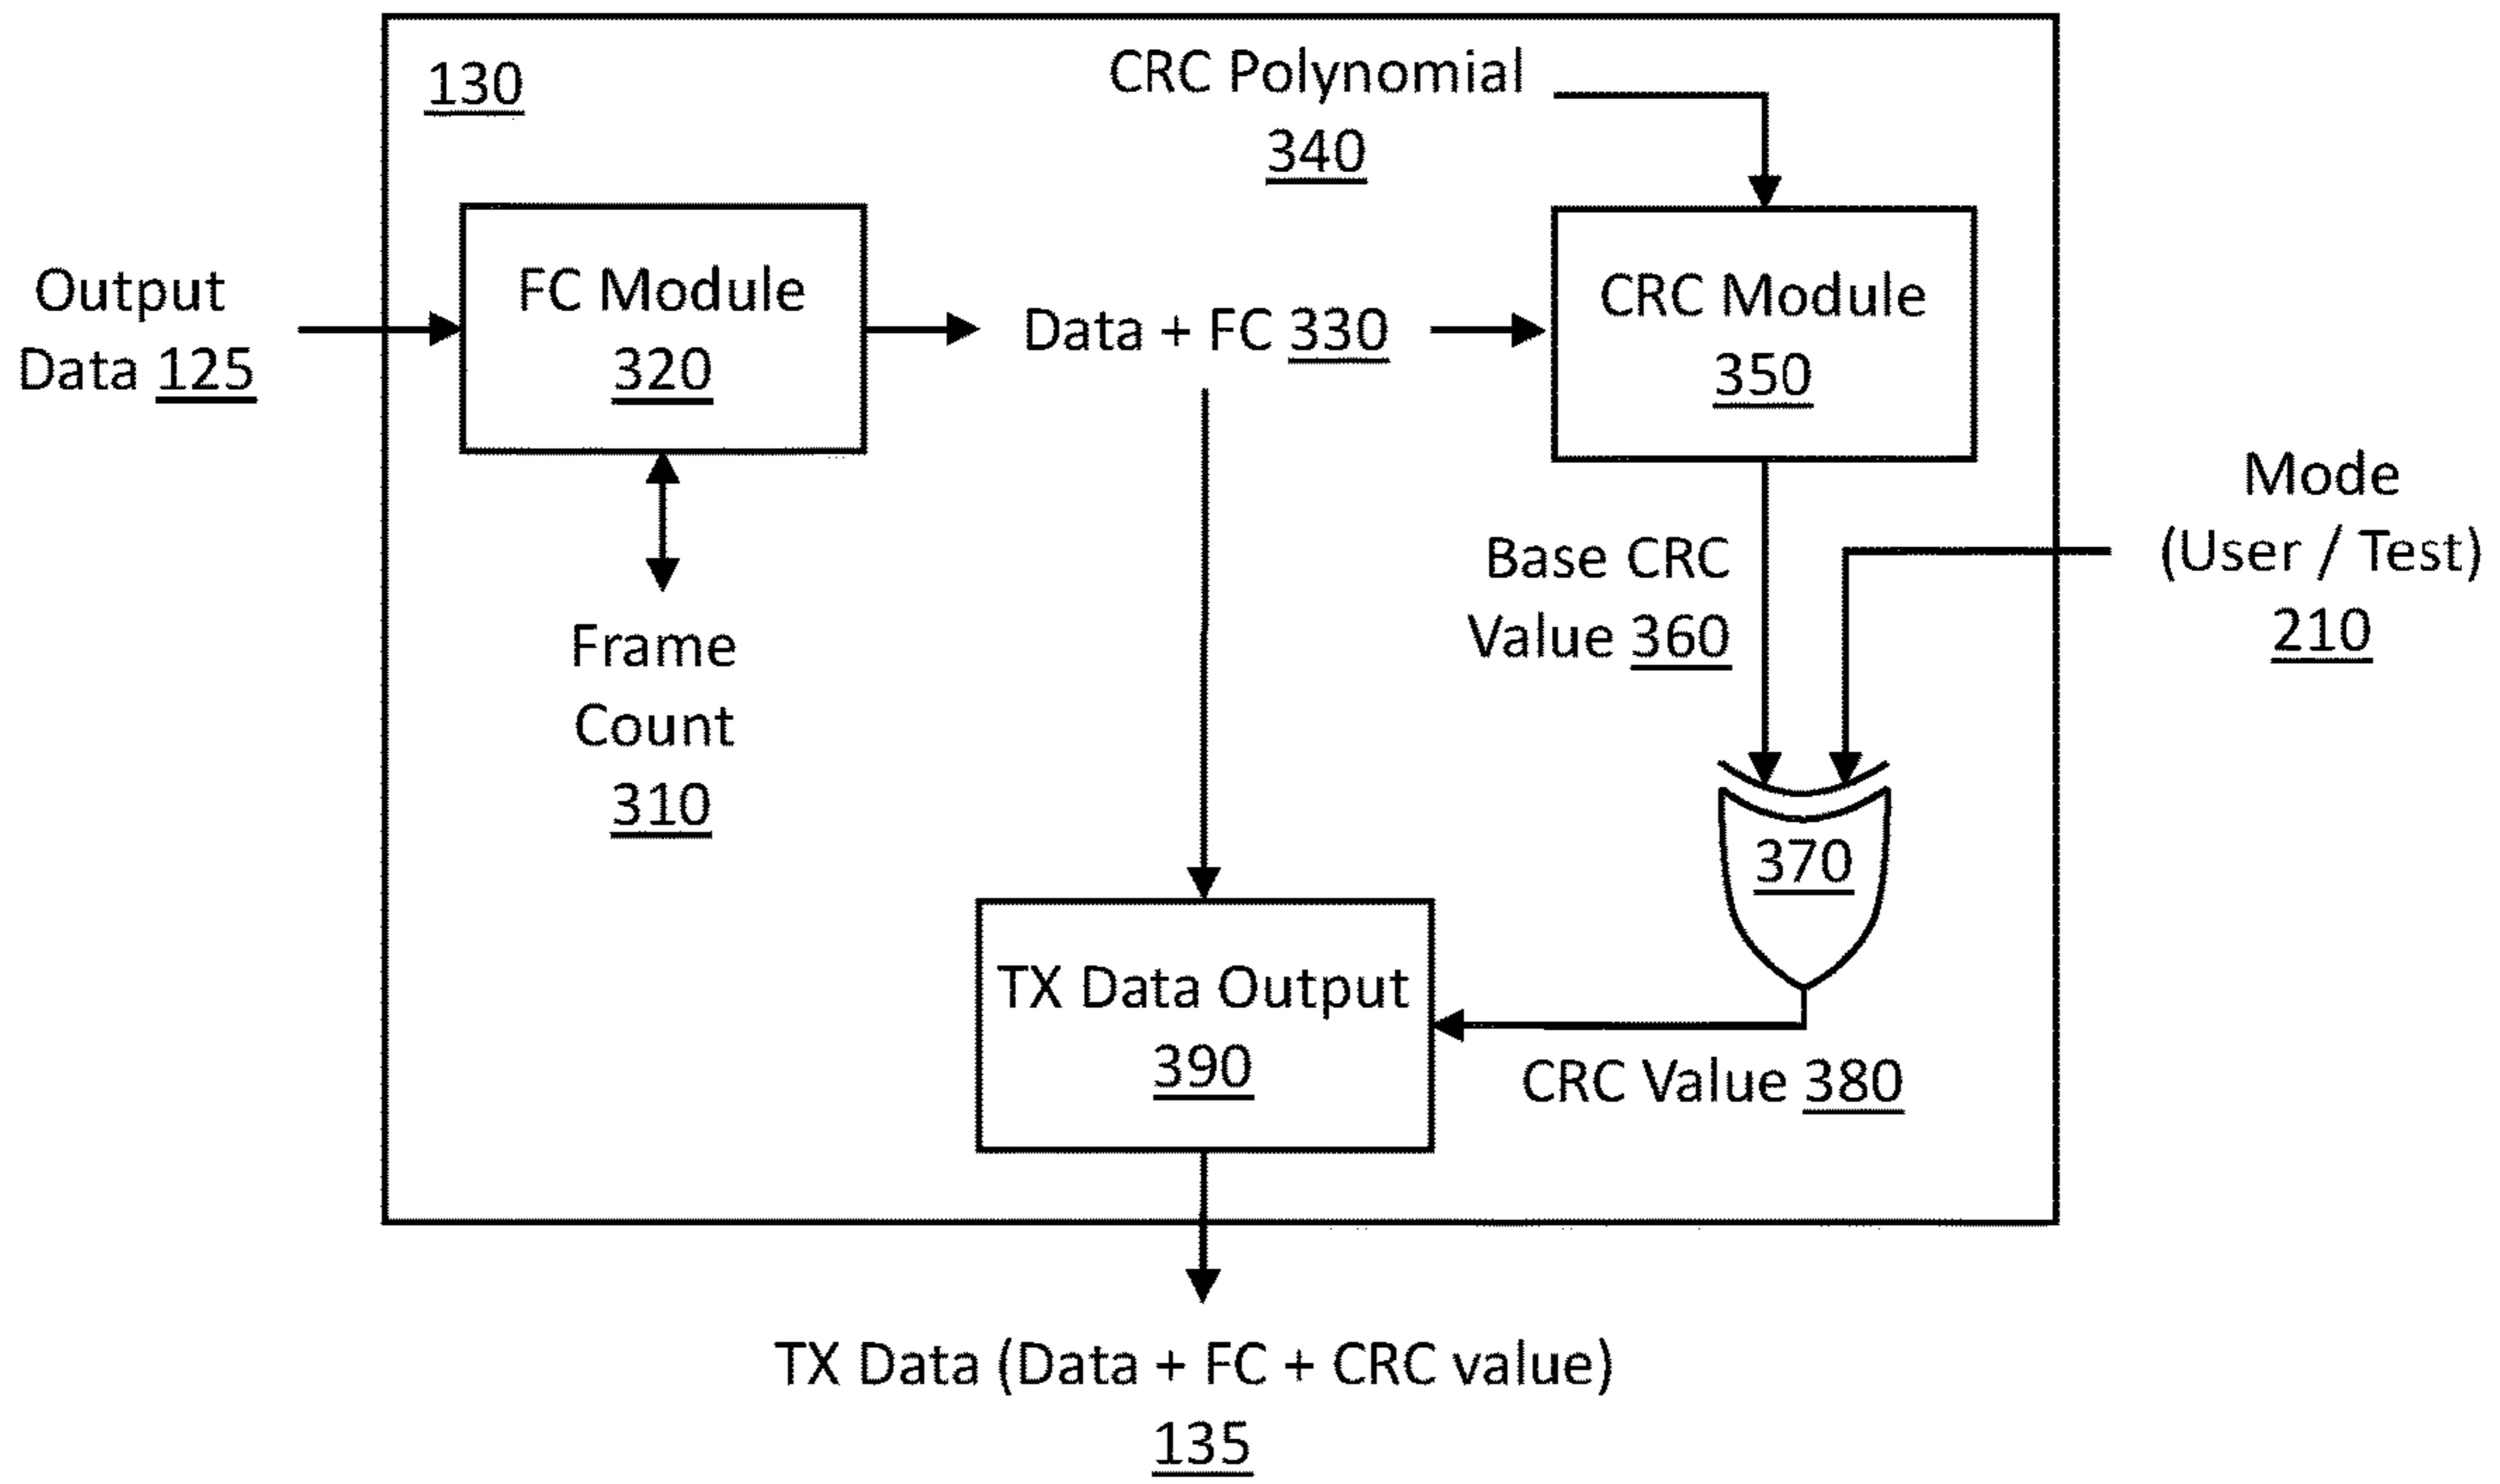 130
CRC Polynomial
340
Output
Data 125
FC Module
320
Data + FC 330
CRC Module
350
Mode
(User / Test)
210
Base CRC
Value 360
Frame
Count
310
370
TX Data Output
390
CRC Value 380
TX Data (Data + FC + CRC value)
135